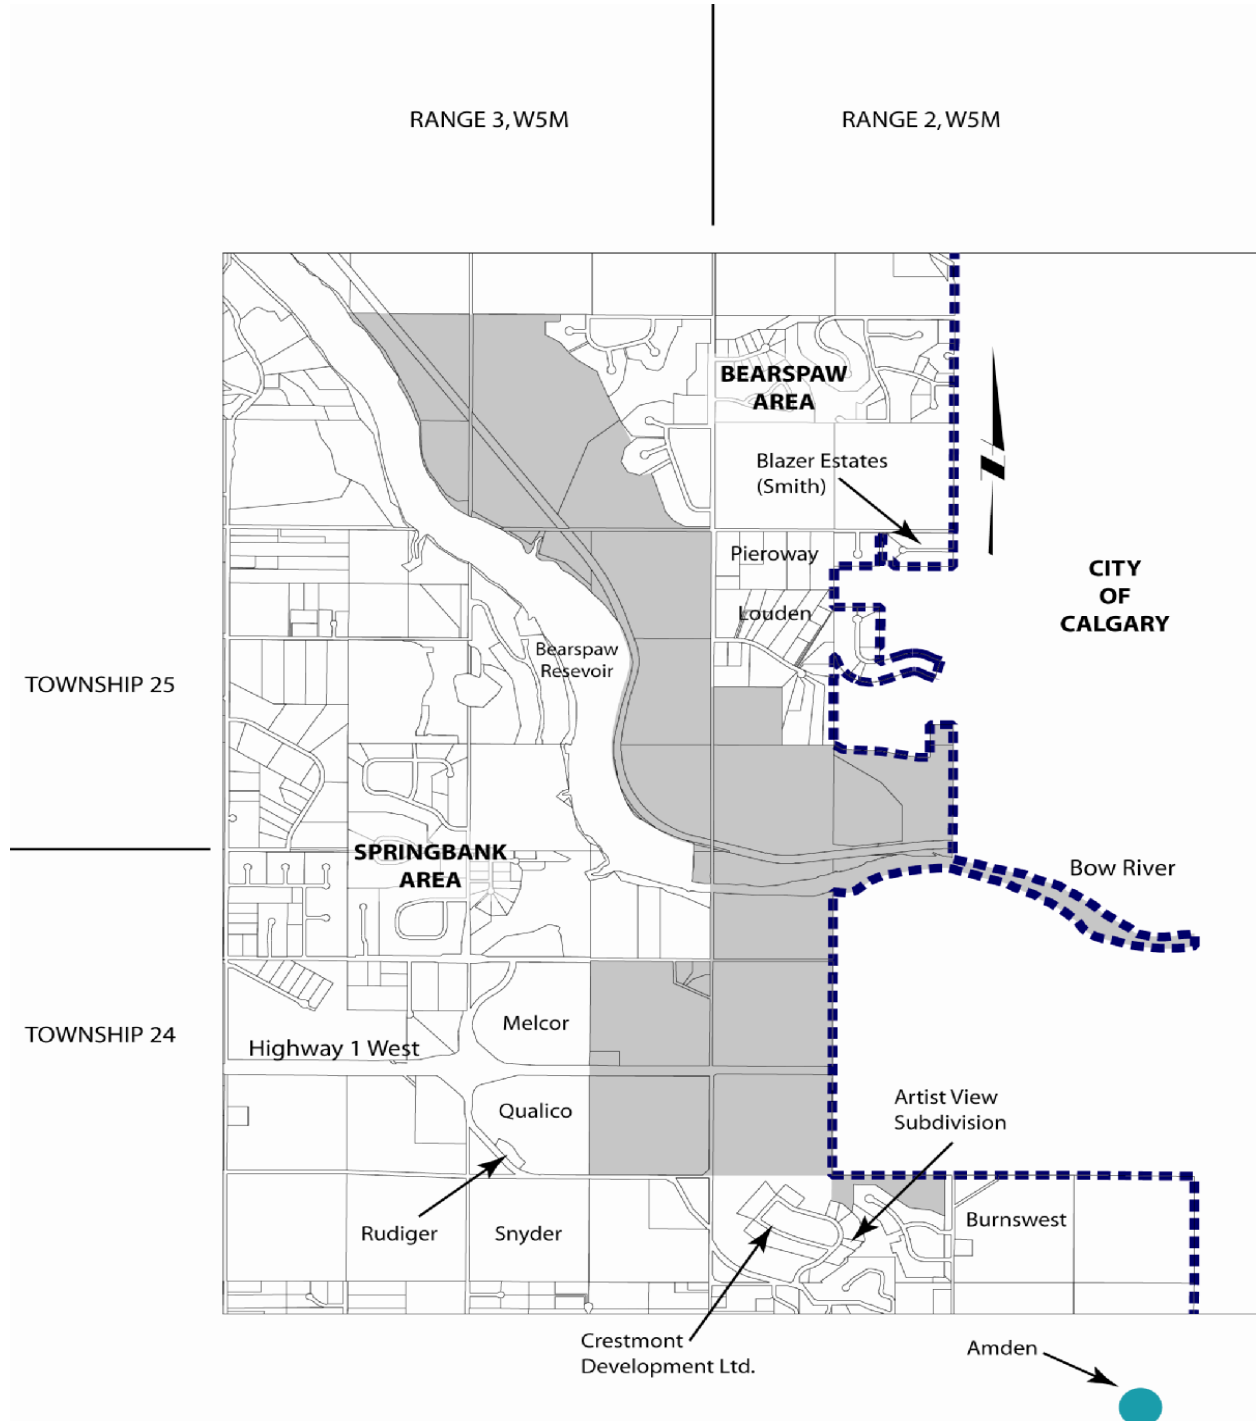 RANGE 3, W5M
RANGE 2, W5M
BEARSPAW
AREA
Blazer Estates
(Smith)
Pieroway
CITY
OF
CALGARY
Louden
Bearspaw
Resevoir
TOWNSHIP 25
SPRINGBANK
AREA
Bow River
Melcor
TOWNSHIP 24
Highway 1 West
Artist View
Subdivision
Qualico
Rudiger
Snyder
Burnswest
Crestmont
Development Ltd.
Amden